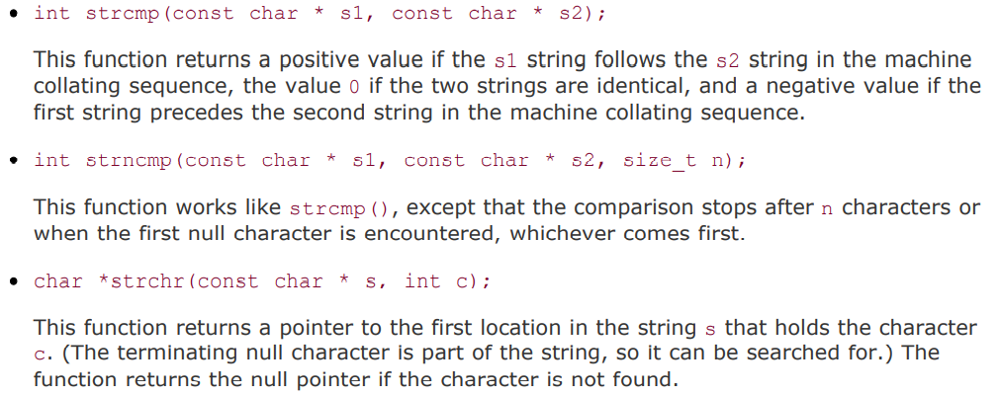 • int strcmp(const char * s1, const char * s2);
This function returns a positive value if the s1 string follows the s2 string in the machine
collating sequence, the value 0 if the two strings are identical, and a negative value if the
first string precedes the second string in the machine collating sequence.
• int strncmp(const char * s1, const char * s2, size_t n);
This function works like strcmp(), except that the comparison stops after n characters or
when the first null character is encountered, whichever comes first.
• char *strchr(const char * s, int c);
This function returns a pointer to the first location in the string s that holds the character
c. (The terminating null character is part of the string, so it can be searched for.) The
function returns the null pointer if the character is not found.